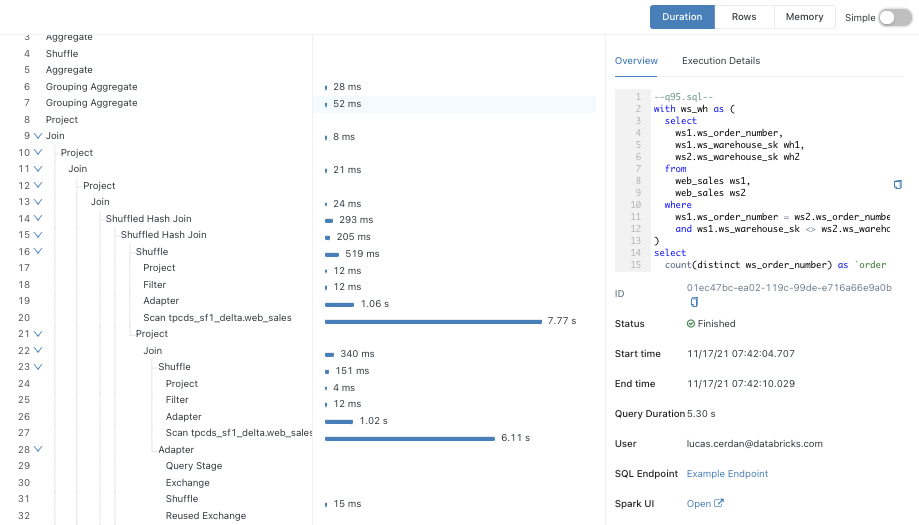 Duration Rows Memory Simple
3 Aggregate
4 Shuffle
5 Aggregate
6 Grouping Aggregate 28 ms
7 Grouping Aggregate 52 ms
8 Project
9 Join 8 ms
10 Project
11 Join 21 ms
12 Project
13 Join 24 ms
14 Shuffled Hash Join 293 ms
15 Shuffled Hash Join 205 ms
16 Shuffle 519 ms
17 Project 12 ms
18 Filter 12 ms
19 Adapter 1.06 s
20 Scan tpcds_sf1_delta.web_sales 7.77 s
21 Project
22 Join 340 ms
23 Shuffle 151 ms
24 Project 4 ms
25 Filter 12 ms
26 Adapter 1.02 s
27 Scan tpcds_sf1_delta.web_sales 6.11 s
28 Adapter
29 Query Stage
30 Exchange
31 Shuffle 15 ms
32 Reused Exchange
Overview Execution Details
1 --q95.sql--
2 with ws_wh as (
3 select
4 ws1.ws_order_number,
5 ws1.ws_warehouse_sk wh1,
6 ws2.ws_warehouse_sk wh2
7 from
8 web_sales ws1,
9 web_sales ws2
10 where
11 ws1.ws_order_number = ws2.ws_order_numbe
12 and ws1.ws_warehouse_sk <> ws2.ws_wareho
13 )
14 select
15 count(distinct ws_order_number) as `order
ID 01ec47bc-ea02-119c-99de-e716a66e9a0b
Status Finished
Start time 11/17/21 07:42:04.707
End time 11/17/21 07:42:10.029
Query Duration 5.30 s
User lucas.cerdan@databricks.com
SQL Endpoint Example Endpoint
Spark UI Open